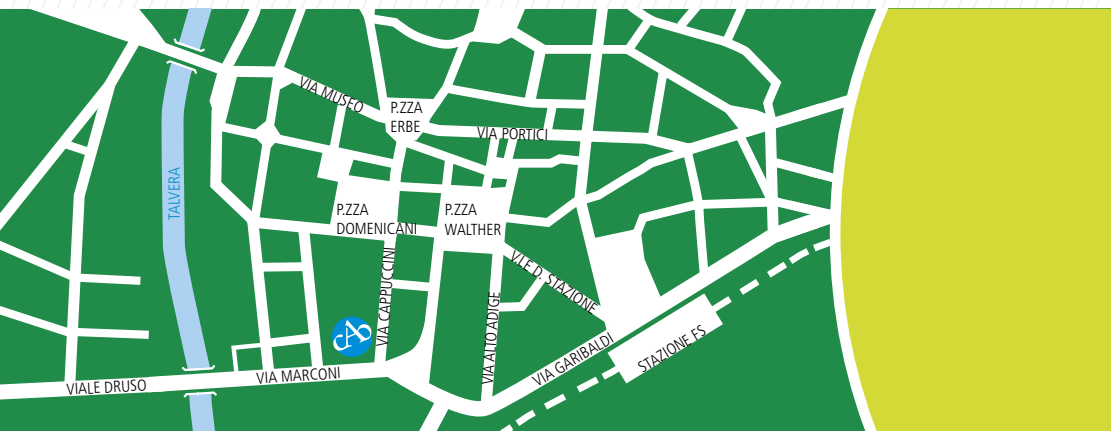 VIA MUSEO
P.ZZA
ERBE
VIA PORTICI
TALVERA
P.ZZA
DOMENICANI
P.ZZA
WALTHER
VIA CAPPUCCINI
V.LE D. STAZIONE
VIA ALTO ADIGE
CAB
VIA GARIBALDI
STAZIONE FS
VIA MARCONI
VIALE DRUSO